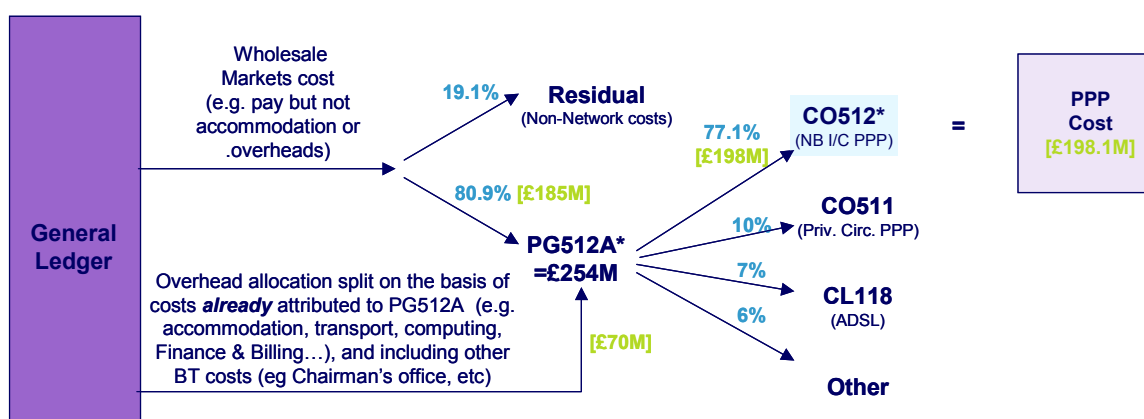 General
Ledger
Wholesale
Markets cost
(e.g. pay but not
accommodation or
.overheads)
19.1%
Residual
(Non-Network costs)
80.9% [£185M]
PG512A*
=£254M
Overhead allocation split on the basis of
costs already attributed to PG512A (e.g.
accommodation, transport, computing,
Finance & Billing…), and including other
BT costs (eg Chairman's office, etc)
[£70M]
77.1%
[£198M]
CO512*
(NB I/C PPP)
10%
CO511
(Priv. Circ. PPP)
7%
CL118
(ADSL)
6%
Other
=
PPP
Cost
[£198.1M]